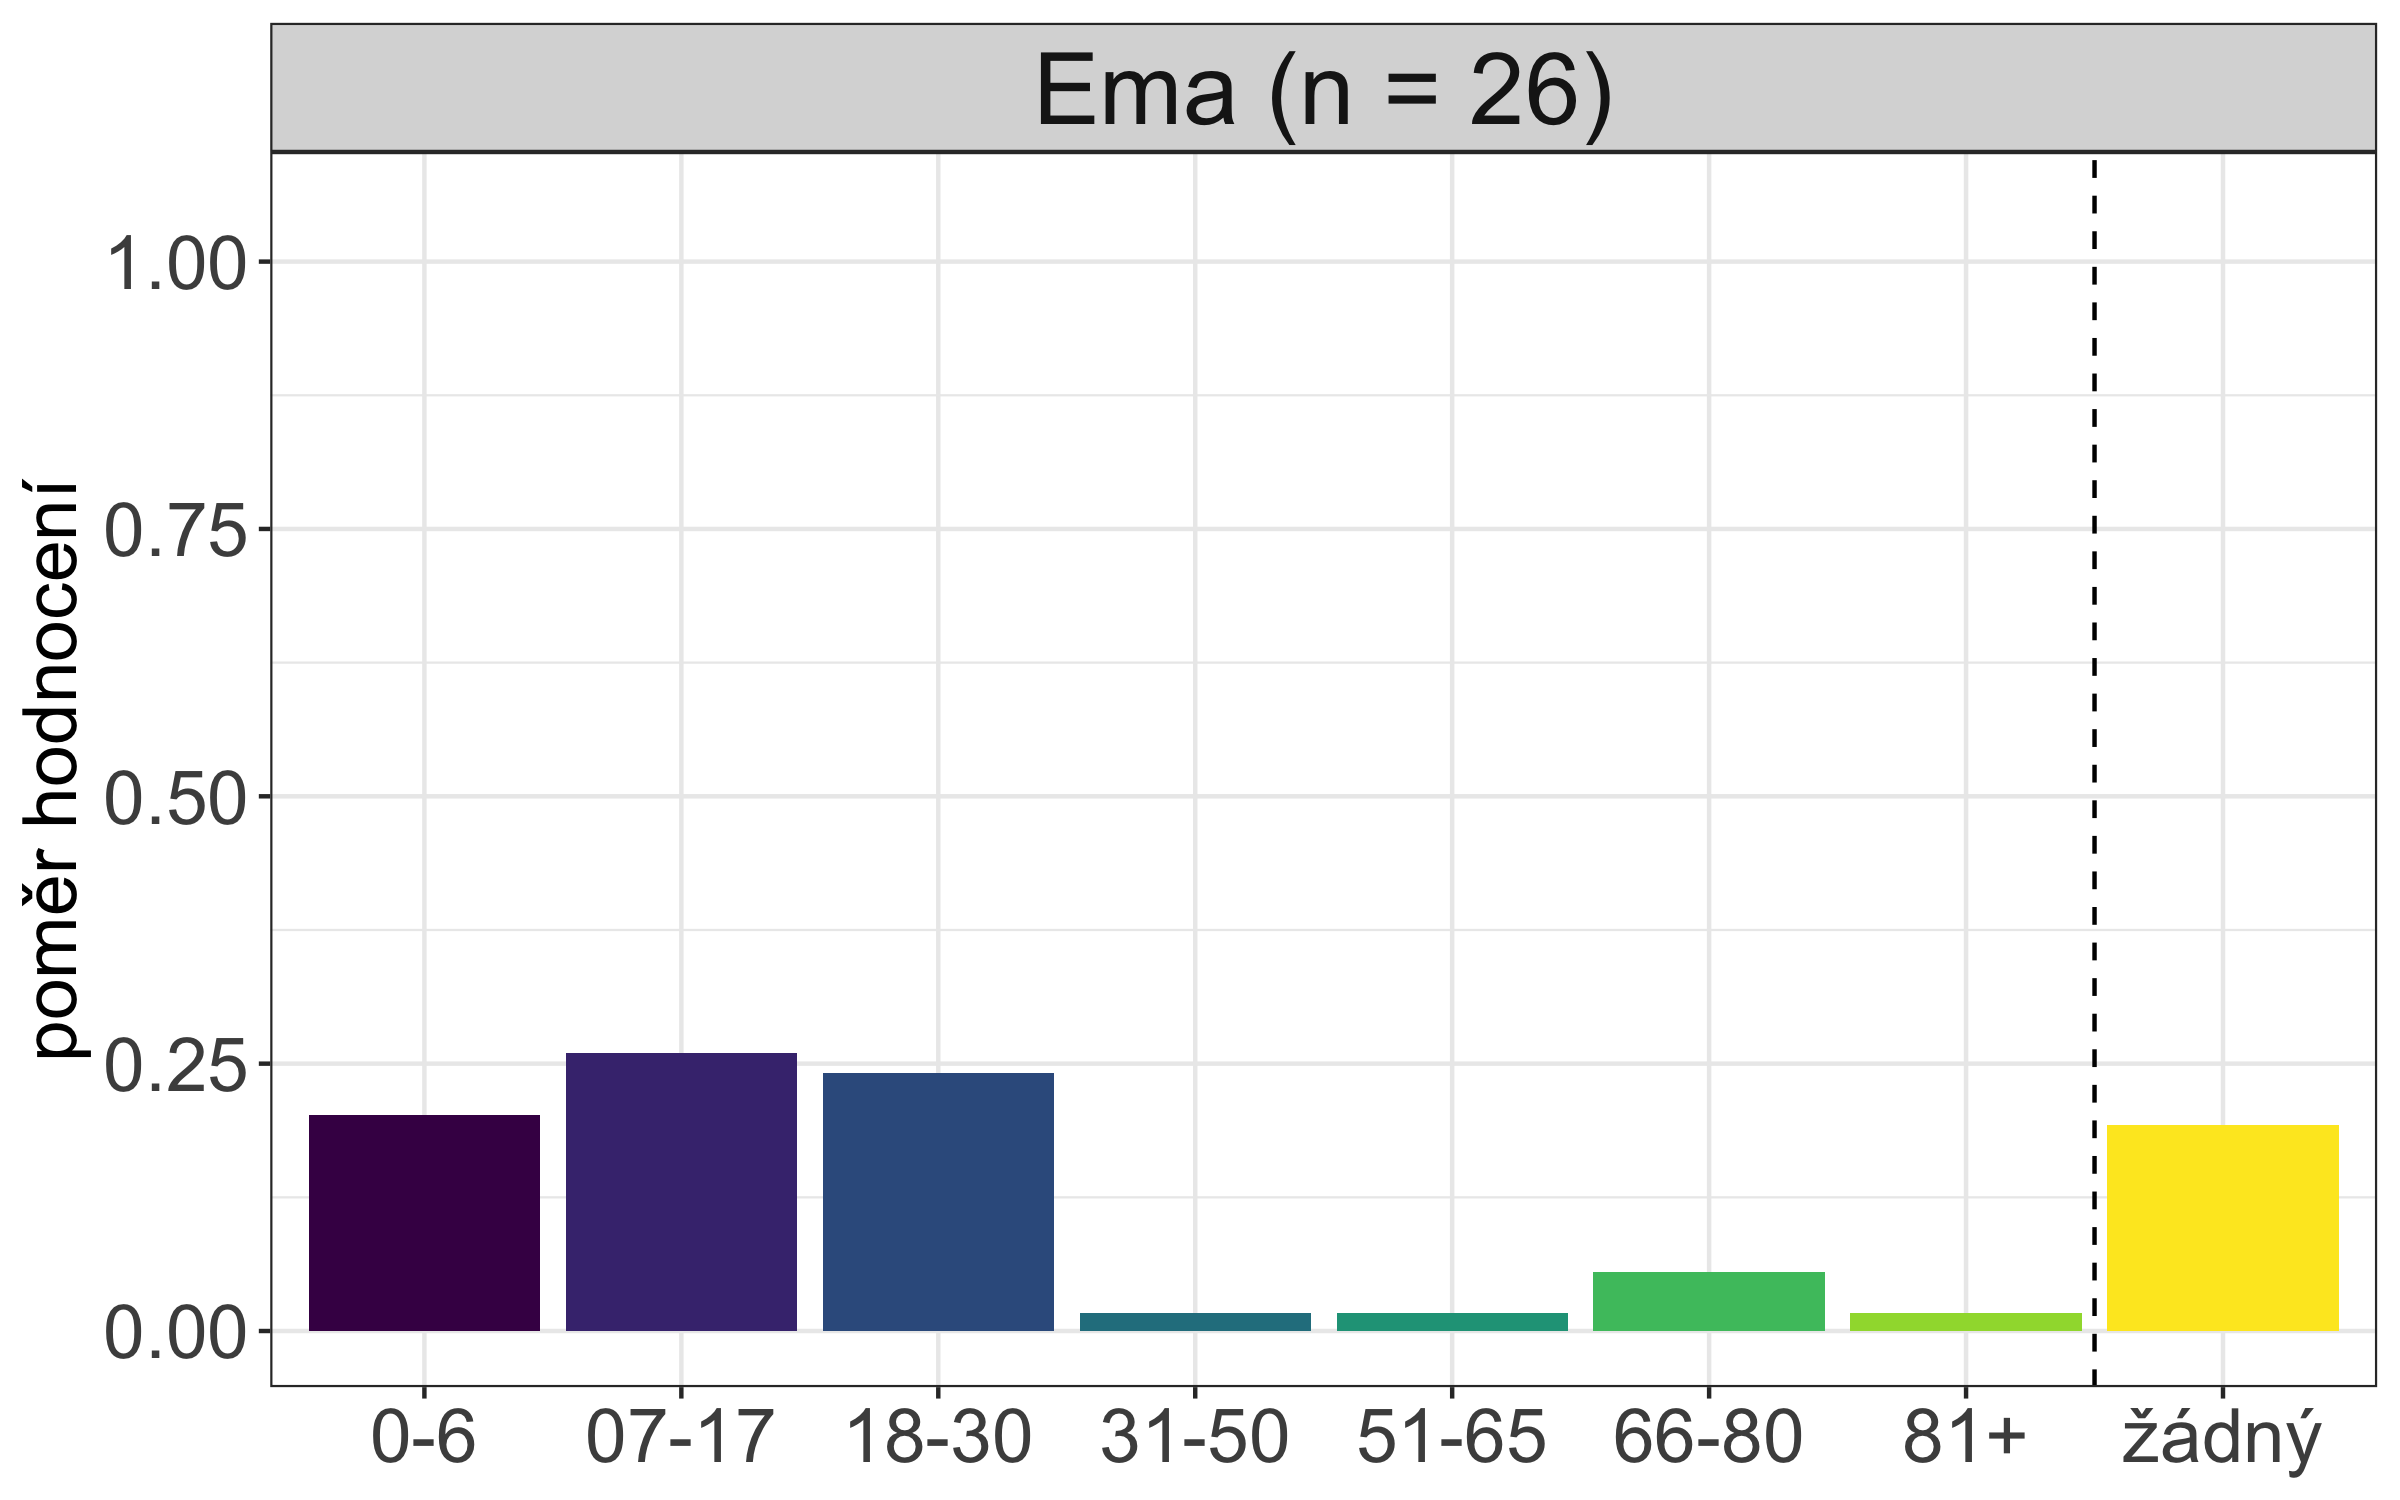 Ema (n = 26)
poměr hodnocení
1.00
0.75
0.50
0.25
0.00
0-6 07-17 18-30 31-50 51-65 66-80 81+ žádný